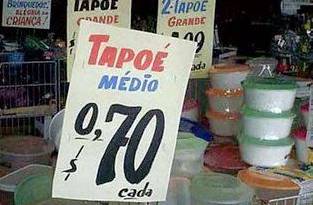 BRINQUEDOS,
ALEGRIA DA
CRIANÇA!
TAPOÉ
GRANDE
2-TAPOÉ
GRANDE
TAPOÉ
MÉDIO
0,70
$
cada